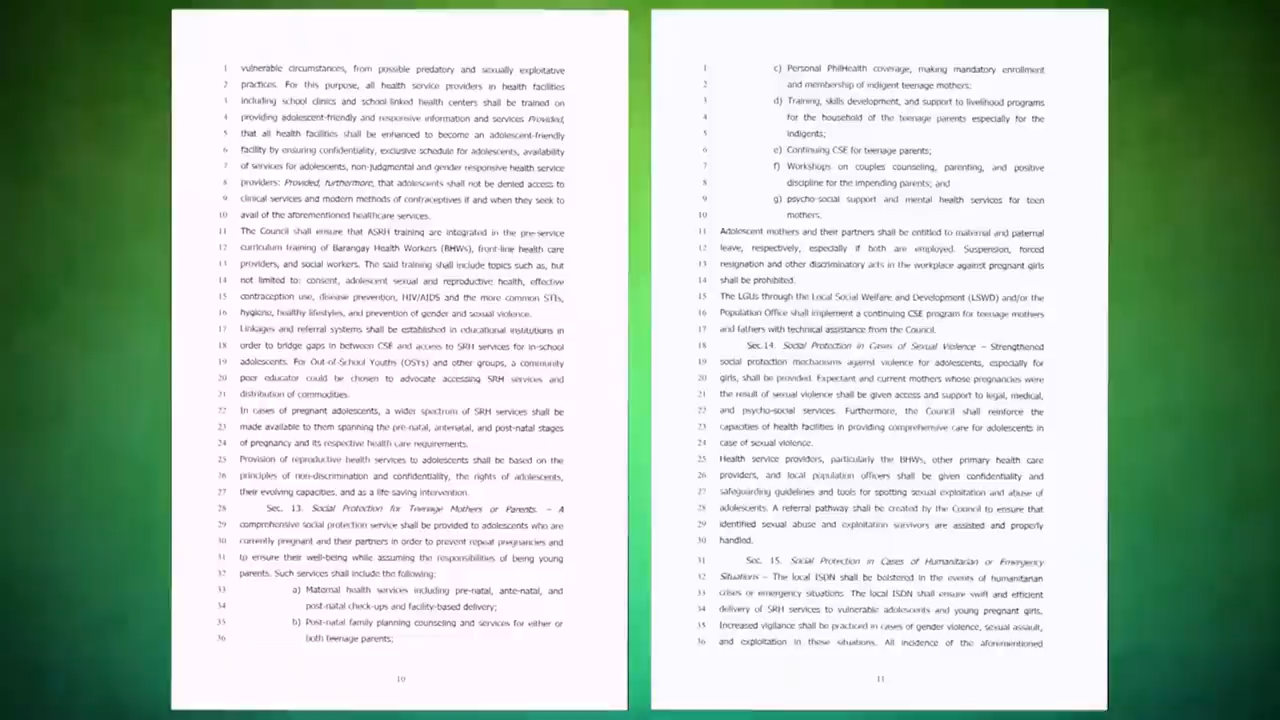 1 vulnerable circumstances, from possible predatory and sexually exploitative
2 practices. For this purpose, all health service providers in health facilities
3 including school clinics and school-linked health centers shall be trained on
4 providing adolescent-friendly and responsive information and services Provided,
5 that all health facilities shall be enhanced to become an adolescent-friendly
6 facility by ensuring confidentiality, exclusive schedule for adolescents, availability
7 of services for adolescents, non-judgmental and gender responsive health service
8 providers: Provided, furthermore, that adolescents shall not be denied access to
9 clinical services and modern methods of contraceptives if and when they seek to
10 avail of the aforementioned healthcare services.
11 The Council shall ensure that ASRH training are integrated in the pre-service
12 curriculum training of Barangay Health Workers (BHWs), front-line health care
13 providers, and social workers. The said training shall include topics such as, but
14 not limited to: consent, adolescent sexual and reproductive health, effective
15 contraception use, disease prevention, HIV/AIDS and the more common STIs,
16 hygiene, healthy lifestyles, and prevention of gender and sexual violence.
17 Linkages and referral systems shall be established in educational institutions in
18 order to bridge gaps in between CSE and access to SRH services for in-school
19 adolescents. For Out-of-School Youths (OSYs) and other groups, a community
20 peer educator could be chosen to advocate accessing SRH services and
21 distribution of commodities.
22 In cases of pregnant adolescents, a wider spectrum of SRH services shall be
23 made available to them spanning the pre-natal, antenatal, and post-natal stages
24 of pregnancy and its respective health care requirements.
25 Provision of reproductive health services to adolescents shall be based on the
26 principles of non-discrimination and confidentiality, the rights of adolescents,
27 their evolving capacities, and as a life-saving intervention.
28 Sec. 13. Social Protection for Teenage Mothers or Parents. – A
29 comprehensive social protection service shall be provided to adolescents who are
30 currently pregnant and their partners in order to prevent repeat pregnancies and
31 to ensure their well-being while assuming the responsibilities of being young
32 parents. Such services shall include the following:
33 a) Maternal health services including pre-natal, ante-natal, and
34 post-natal check-ups and facility-based delivery;
35 b) Post-natal family planning counseling and services for either or
36 both teenage parents;
10
1 c) Personal PhilHealth coverage, making mandatory enrollment
2 and membership of indigent teenage mothers;
3 d) Training, skills development, and support to livelihood programs
4 for the household of the teenage parents especially for the
5 indigents;
6 e) Continuing CSE for teenage parents;
7 f) Workshops on couples counseling, parenting, and positive
8 discipline for the impending parents; and
9 g) psycho-social support and mental health services for teen
10 mothers.
11 Adolescent mothers and their partners shall be entitled to maternal and paternal
12 leave, respectively, especially if both are employed. Suspension, forced
13 resignation and other discriminatory acts in the workplace against pregnant girls
14 shall be prohibited.
15 The LGUs through the Local Social Welfare and Development (LSWD) and/or the
16 Population Office shall implement a continuing CSE program for teenage mothers
17 and fathers with technical assistance from the Council.
18 Sec.14. Social Protection in Cases of Sexual Violence – Strengthened
19 social protection mechanisms against violence for adolescents, especially for
20 girls, shall be provided. Expectant and current mothers whose pregnancies were
21 the result of sexual violence shall be given access and support to legal, medical,
22 and psycho-social services. Furthermore, the Council shall reinforce the
23 capacities of health facilities in providing comprehensive care for adolescents in
24 case of sexual violence.
25 Health service providers, particularly the BHWs, other primary health care
26 providers, and local population officers shall be given confidentiality and
27 safeguarding guidelines and tools for spotting sexual exploitation and abuse of
28 adolescents. A referral pathway shall be created by the Council to ensure that
29 identified sexual abuse and exploitation survivors are assisted and properly
30 handled.
31 Sec. 15. Social Protection in Cases of Humanitarian or Emergency
32 Situations – The local ISDN shall be bolstered in the events of humanitarian
33 crises or emergency situations. The local ISDN shall ensure swift and efficient
34 delivery of SRH services to vulnerable adolescents and young pregnant girls.
35 Increased vigilance shall be practiced in cases of gender violence, sexual assault,
36 and exploitation in these situations. All incidence of the aforementioned
11